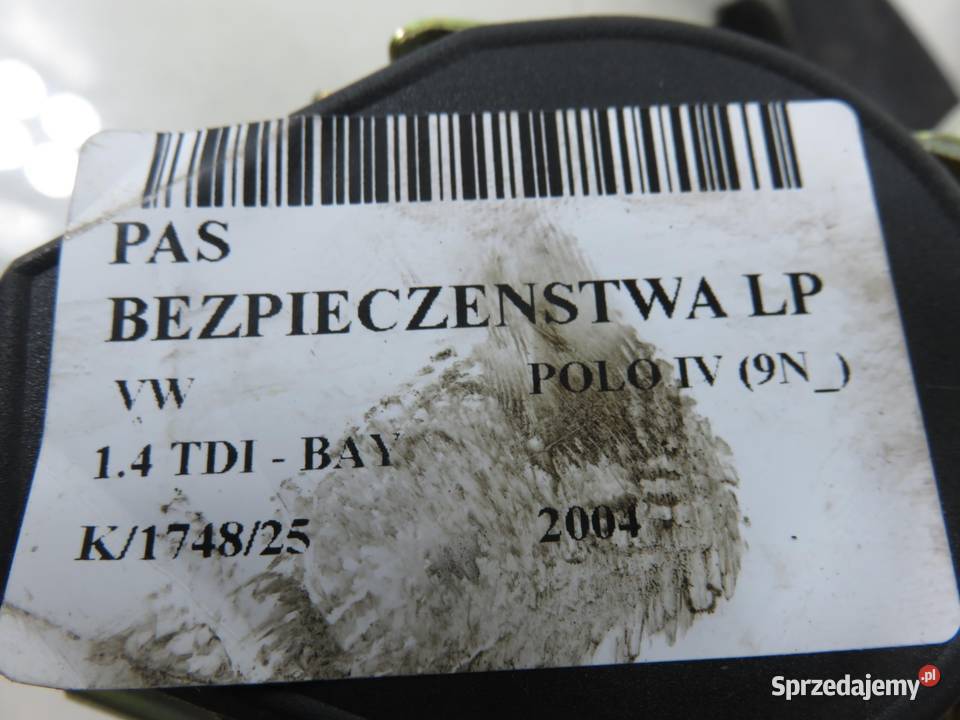 PAS
BEZPIECZENSTWA LP
VW POLO IV (9N_)
1.4 TDI - BAY
K/1748/25 2004
Sprzedajemy.pl